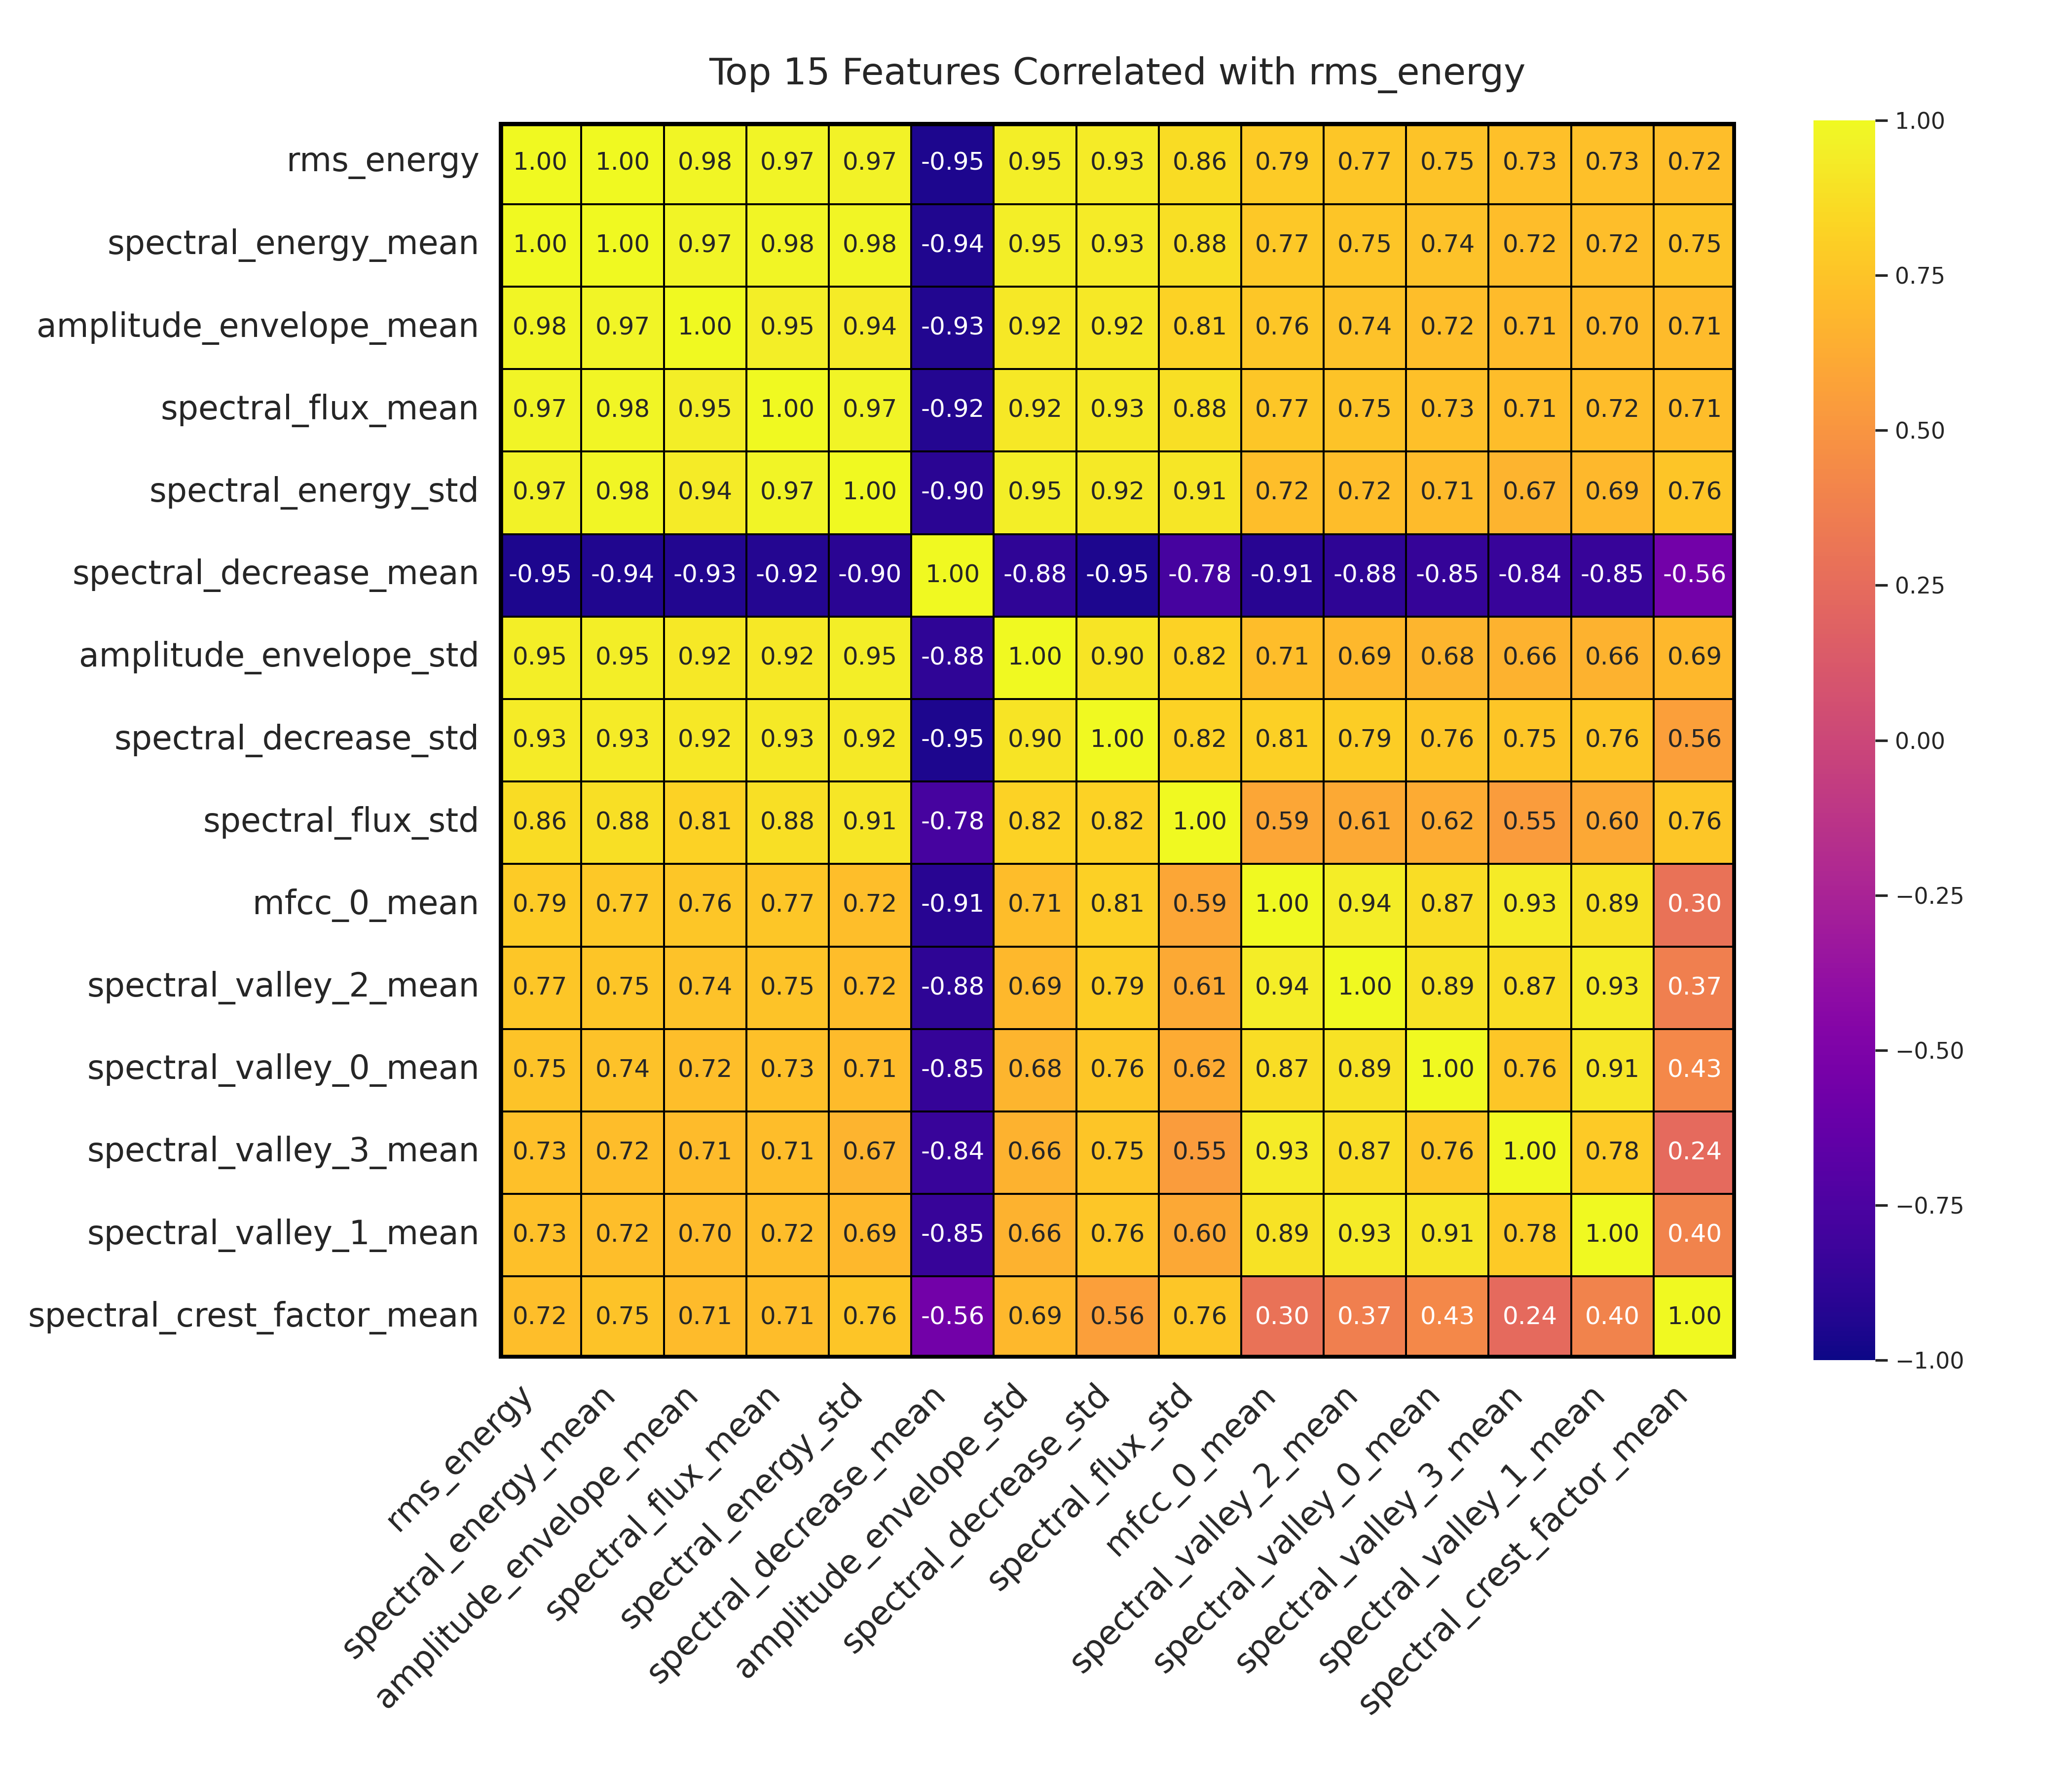 Top 15 Features Correlated with rms_energy
rms_energy 1.00 1.00 0.98 0.97 0.97 -0.95 0.95 0.93 0.86 0.79 0.77 0.75 0.73 0.73 0.72
spectral_energy_mean 1.00 1.00 0.97 0.98 0.98 -0.94 0.95 0.93 0.88 0.77 0.75 0.74 0.72 0.72 0.75
amplitude_envelope_mean 0.98 0.97 1.00 0.95 0.94 -0.93 0.92 0.92 0.81 0.76 0.74 0.72 0.71 0.70 0.71
spectral_flux_mean 0.97 0.98 0.95 1.00 0.97 -0.92 0.92 0.93 0.88 0.77 0.75 0.73 0.71 0.72 0.71
spectral_energy_std 0.97 0.98 0.94 0.97 1.00 -0.90 0.95 0.92 0.91 0.72 0.72 0.71 0.67 0.69 0.76
spectral_decrease_mean -0.95 -0.94 -0.93 -0.92 -0.90 1.00 -0.88 -0.95 -0.78 -0.91 -0.88 -0.85 -0.84 -0.85 -0.56
amplitude_envelope_std 0.95 0.95 0.92 0.92 0.95 -0.88 1.00 0.90 0.82 0.71 0.69 0.68 0.66 0.66 0.69
spectral_decrease_std 0.93 0.93 0.92 0.93 0.92 -0.95 0.90 1.00 0.82 0.81 0.79 0.76 0.75 0.76 0.56
spectral_flux_std 0.86 0.88 0.81 0.88 0.91 -0.78 0.82 0.82 1.00 0.59 0.61 0.62 0.55 0.60 0.76
mfcc_0_mean 0.79 0.77 0.76 0.77 0.72 -0.91 0.71 0.81 0.59 1.00 0.94 0.87 0.93 0.89 0.30
spectral_valley_2_mean 0.77 0.75 0.74 0.75 0.72 -0.88 0.69 0.79 0.61 0.94 1.00 0.89 0.87 0.93 0.37
spectral_valley_0_mean 0.75 0.74 0.72 0.73 0.71 -0.85 0.68 0.76 0.62 0.87 0.89 1.00 0.76 0.91 0.43
spectral_valley_3_mean 0.73 0.72 0.71 0.71 0.67 -0.84 0.66 0.75 0.55 0.93 0.87 0.76 1.00 0.78 0.24
spectral_valley_1_mean 0.73 0.72 0.70 0.72 0.69 -0.85 0.66 0.76 0.60 0.89 0.93 0.91 0.78 1.00 0.40
spectral_crest_factor_mean 0.72 0.75 0.71 0.71 0.76 -0.56 0.69 0.56 0.76 0.30 0.37 0.43 0.24 0.40 1.00
rms_energy
spectral_energy_mean
amplitude_envelope_mean
spectral_flux_mean
spectral_energy_std
spectral_decrease_mean
amplitude_envelope_std
spectral_decrease_std
spectral_flux_std
mfcc_0_mean
spectral_valley_2_mean
spectral_valley_0_mean
spectral_valley_3_mean
spectral_valley_1_mean
spectral_crest_factor_mean
1.00
0.75
0.50
0.25
0.00
−0.25
−0.50
−0.75
−1.00